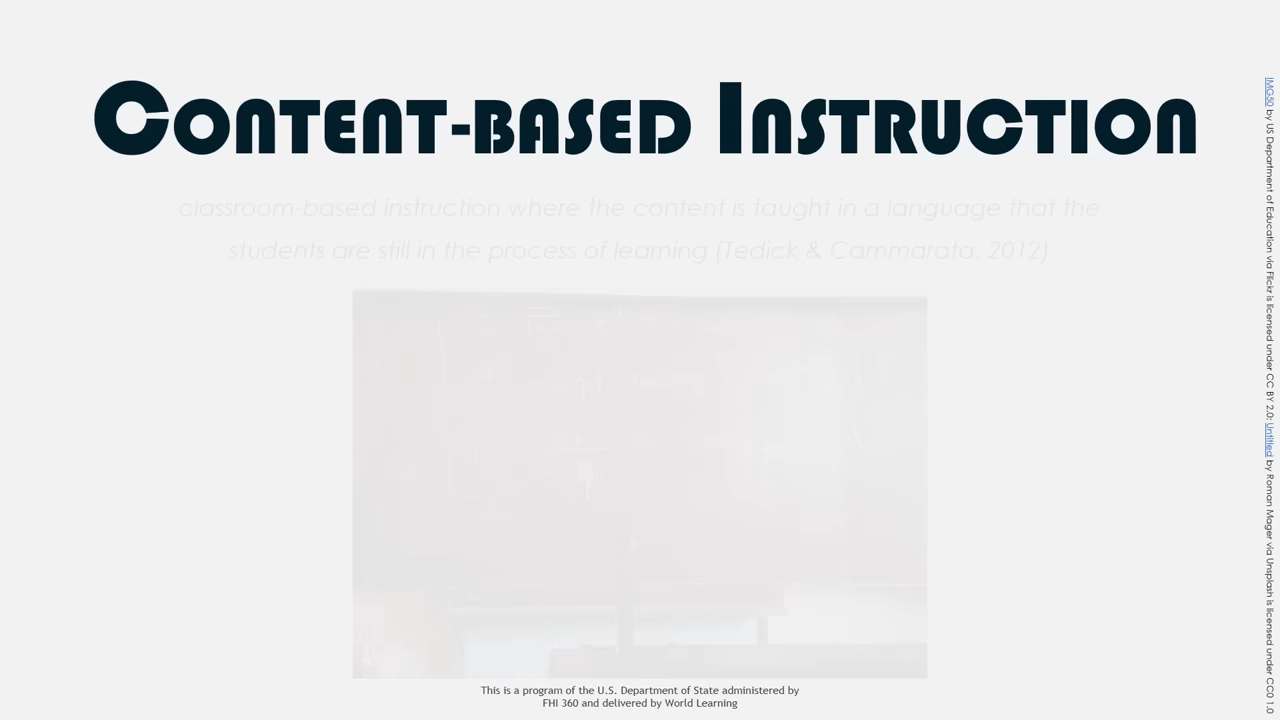 Content-based Instruction
classroom-based instruction where the content is taught in a language that the
students are still in the process of learning (Tedick & Cammarata, 2012)
This is a program of the U.S. Department of State administered by
FHI 360 and delivered by World Learning
IMG50 by US Department of Education via Flickr is licensed under CC BY 2.0; Untitled by Roman Mager via Unsplash is licensed under CC0 1.0